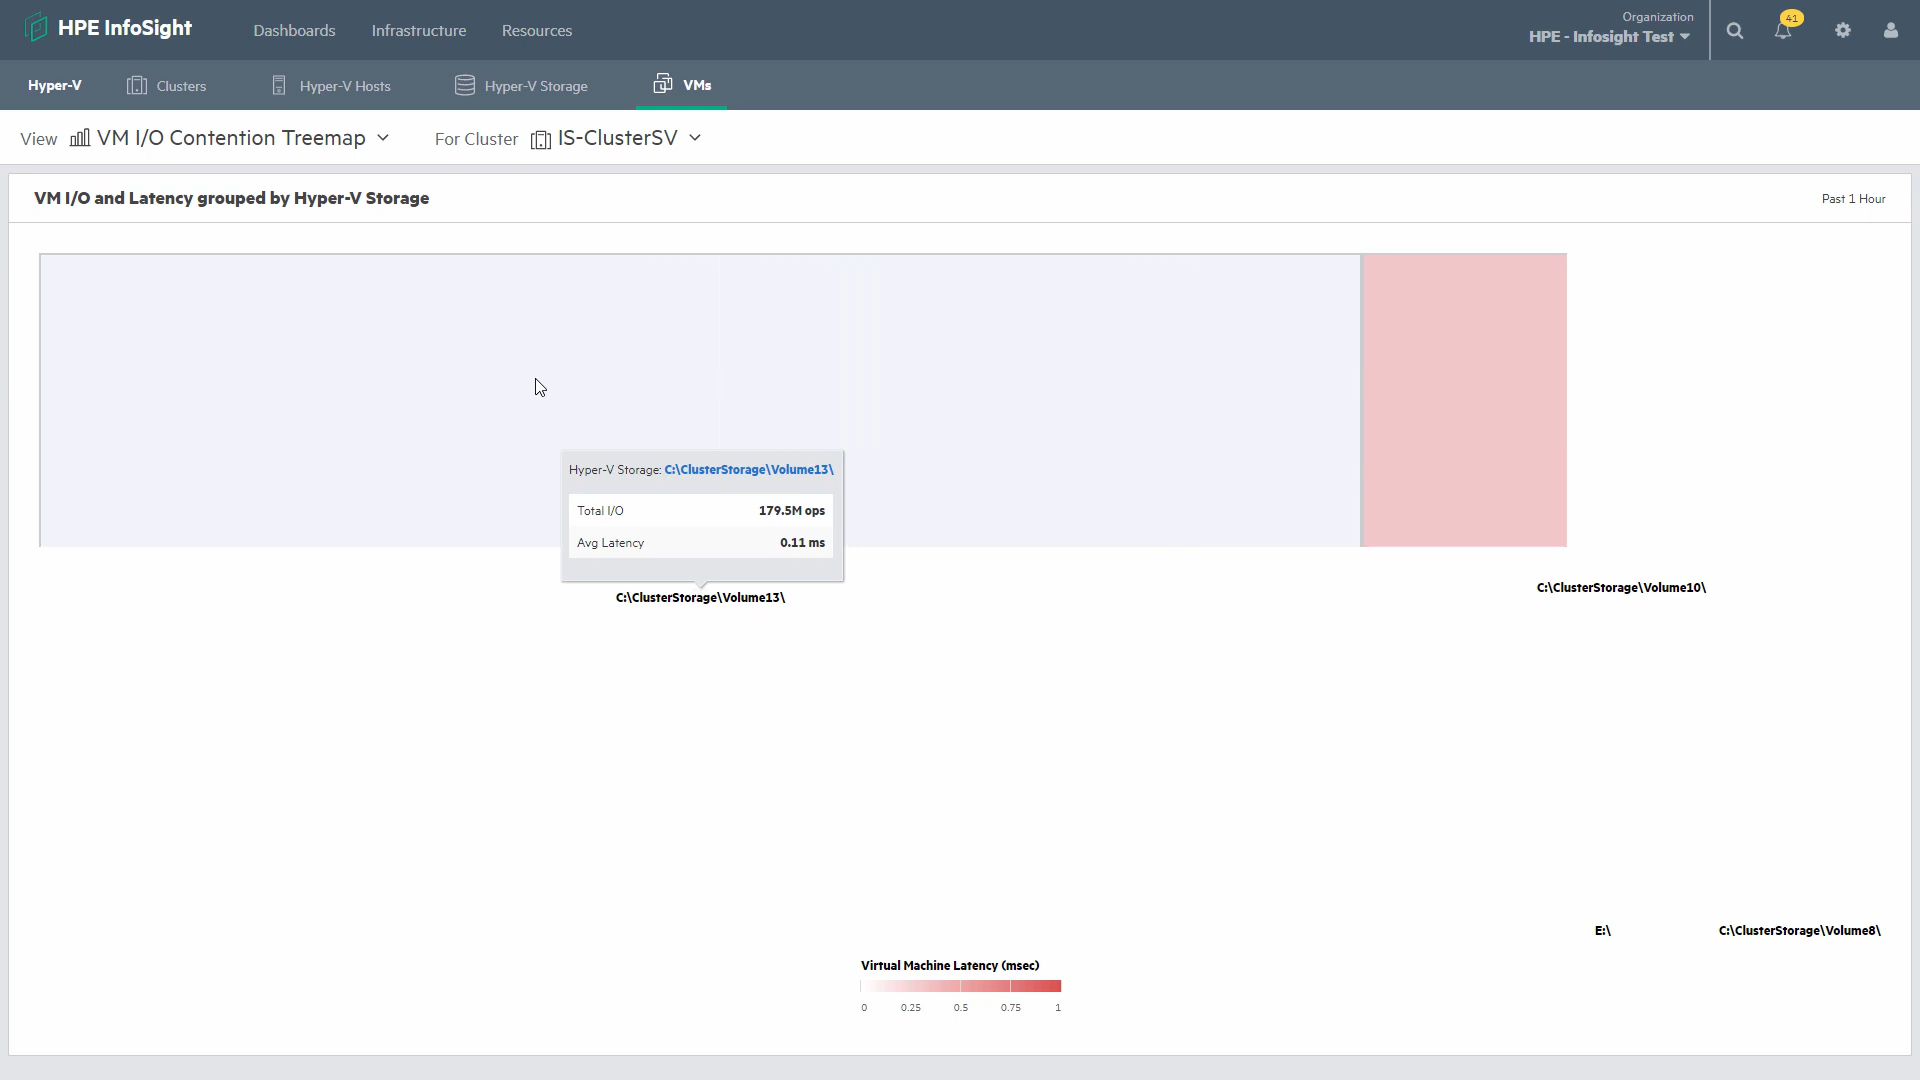 HPE InfoSight
Dashboards
Infrastructure
Resources
Organization
HPE - Infosight Test
41
Hyper-V
Clusters
Hyper-V Hosts
Hyper-V Storage
VMs
View
VM I/O Contention Treemap
For Cluster
IS-ClusterSV
VM I/O and Latency grouped by Hyper-V Storage
Past 1 Hour
Hyper-V Storage: C:\ClusterStorage\Volume13\
Total I/O 179.5M ops
Avg Latency 0.11 ms
C:\ClusterStorage\Volume13\
C:\ClusterStorage\Volume10\
E:\
C:\ClusterStorage\Volume8\
Virtual Machine Latency (msec)
0 0.25 0.5 0.75 1